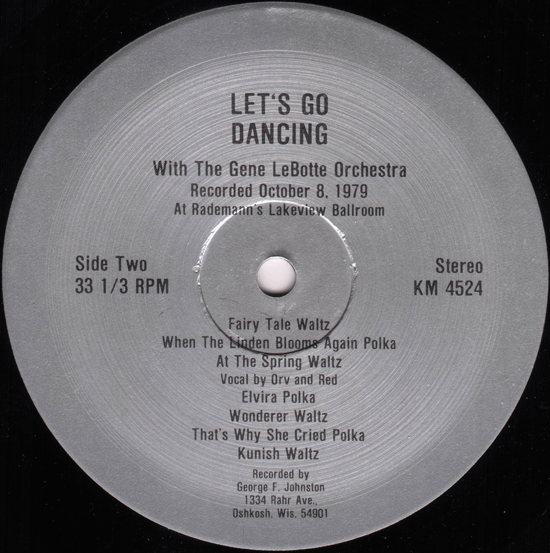 LET'S GO
DANCING
With The Gene LeBotte Orchestra
Recorded October 8, 1979
At Rademann's Lakeview Ballroom
Side Two
33 1/3 RPM
Stereo
KM 4524
Fairy Tale Waltz
When The Linden Blooms Again Polka
At The Spring Waltz
Vocal by Orv and Red
Elvira Polka
Wonderer Waltz
That's Why She Cried Polka
Kunish Waltz
Recorded by
George F. Johnston
1334 Rahr Ave.,
Oshkosh, Wis. 54901